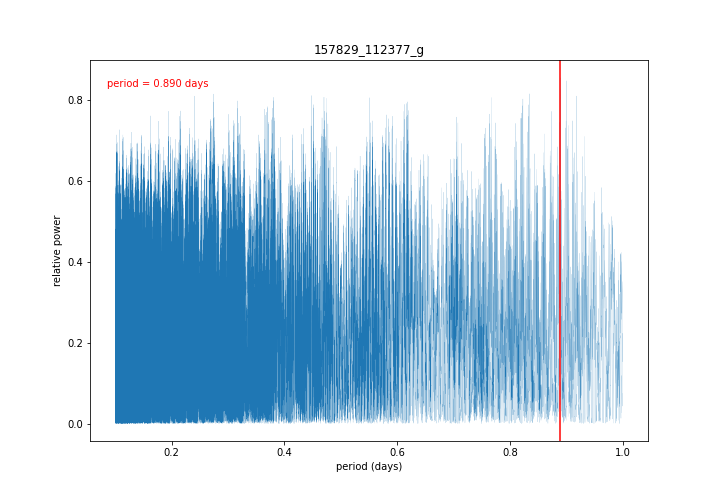 157829_112377_g
period = 0.890 days
relative power
0.8
0.6
0.4
0.2
0.0
0.2 0.4 0.6 0.8 1.0
period (days)